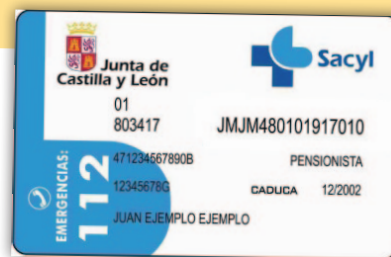 Junta de
Castilla y León
Sacyl
01
803417
JMJM480101917010
471234567890B
PENSIONISTA
12345678G
CADUCA 12/2002
JUAN EJEMPLO EJEMPLO
EMERGENCIAS:
112